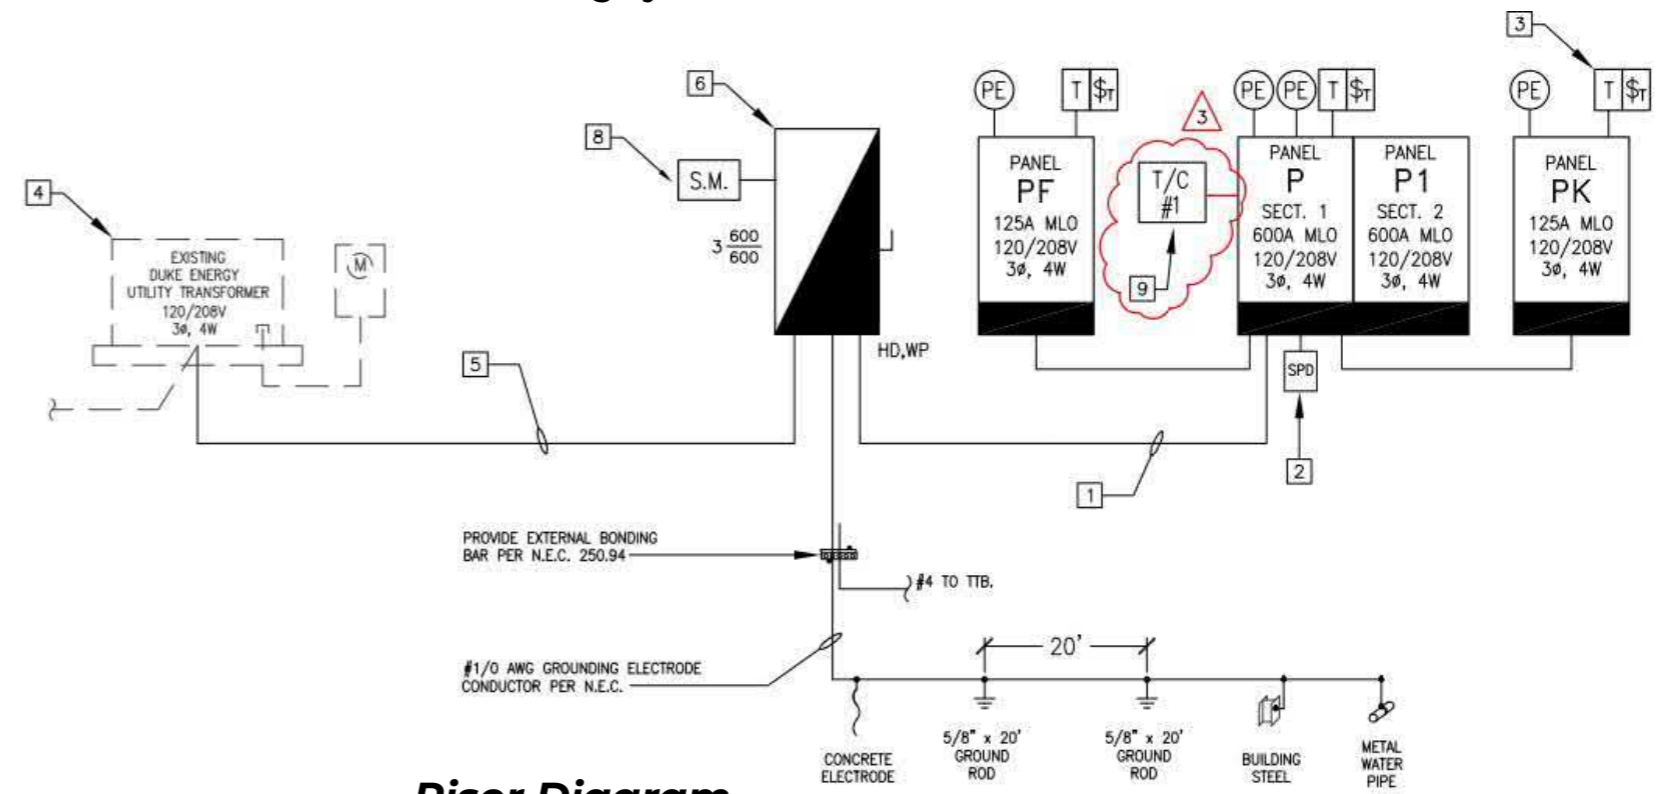 3
6
PE
T
$T
3
PE
PE
T
$T
PE
T
$T
8
S.M.
PANEL
PF
125A MLO
120/208V
3ø, 4W
T/C
#1
9
PANEL
P
SECT. 1
600A MLO
120/208V
3ø, 4W
PANEL
P1
SECT. 2
600A MLO
120/208V
3ø, 4W
PANEL
PK
125A MLO
120/208V
3ø, 4W
4
EXISTING
DUKE ENERGY
UTILITY TRANSFORMER
120/208V
3ø, 4W
M
3 600
600
HD,WP
5
SPD
2
1
PROVIDE EXTERNAL BONDING
BAR PER N.E.C. 250.94
#4 TO TTB.
#1/0 AWG GROUNDING ELECTRODE
CONDUCTOR PER N.E.C.
20'
CONCRETE
ELECTRODE
5/8" x 20'
GROUND
ROD
5/8" x 20'
GROUND
ROD
BUILDING
STEEL
METAL
WATER
PIPE
Riser Diagram